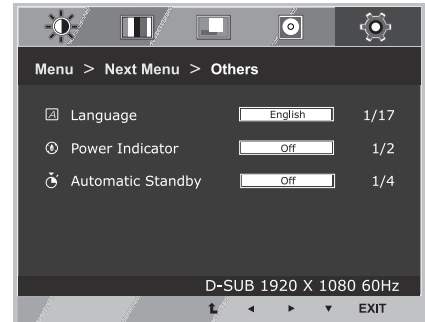 Menu > Next Menu > Others
Language English 1/17
Power Indicator Off 1/2
Automatic Standby Off 1/4
D-SUB 1920 X 1080 60Hz
EXIT